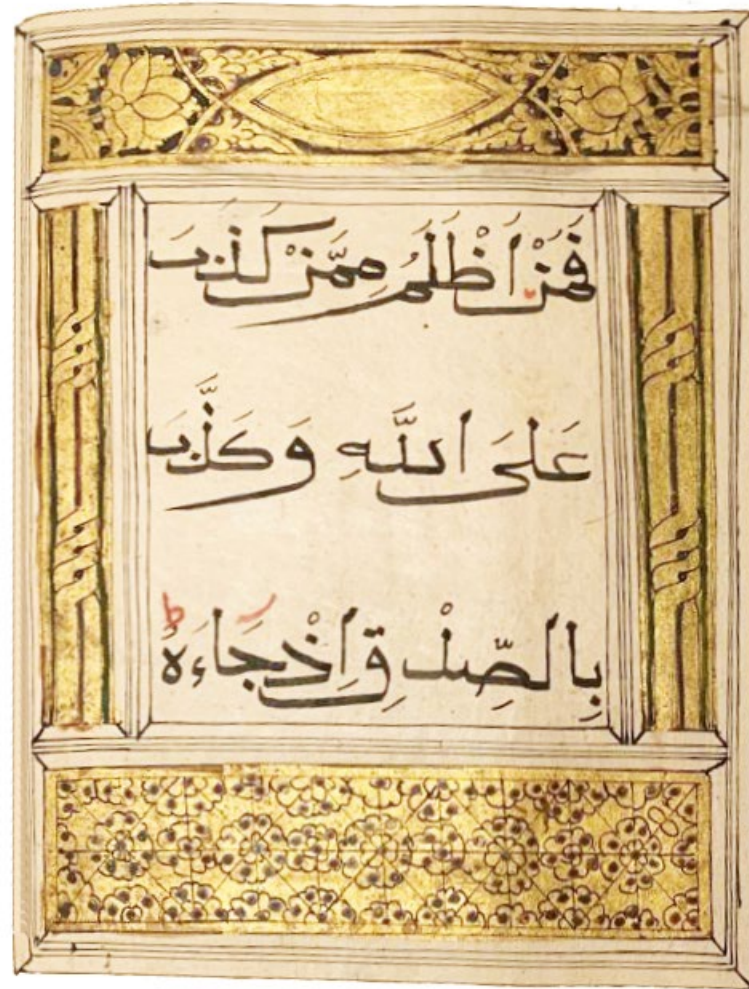 فَمَنْ اَظْلَمُ مِمَّنْ كَذَبَ
عَلَى اللَّهِ وَكَذَّبَ
بِالصِّدْقِ اِذْ جَاءَهُ ط